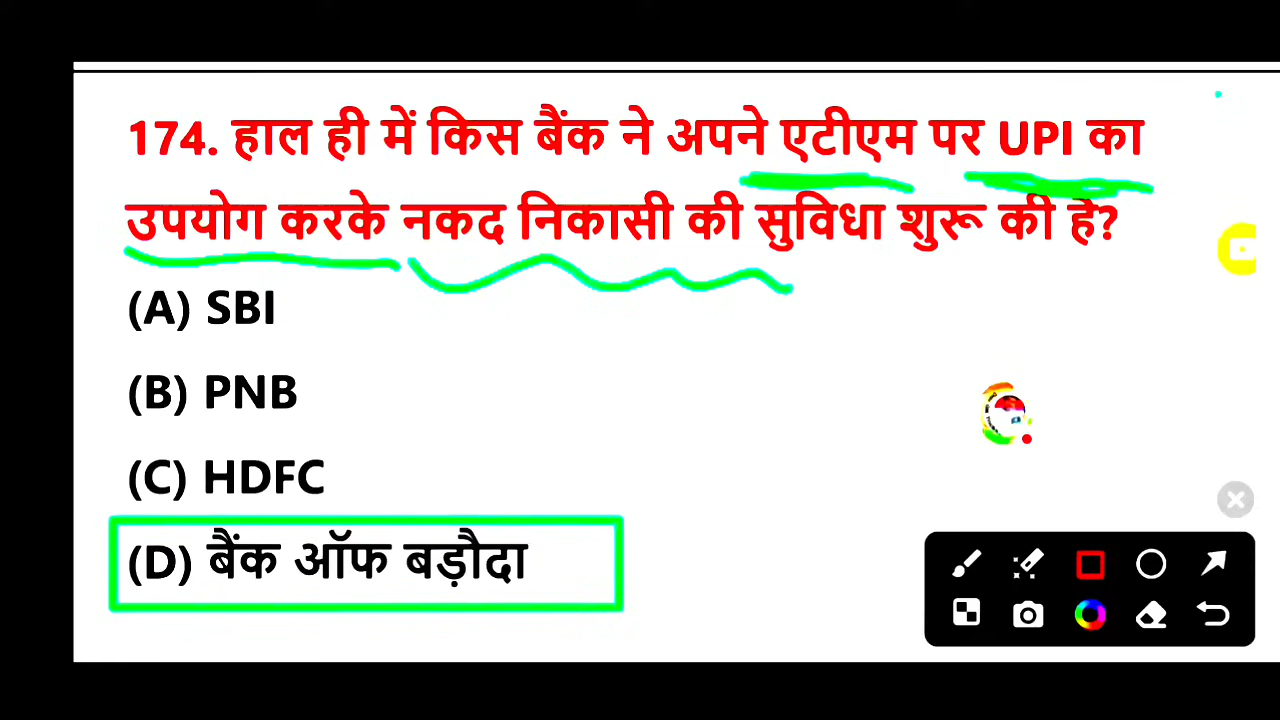 174. हाल ही में किस बैंक ने अपने एटीएम पर UPI का
उपयोग करके नकद निकासी की सुविधा शुरू की है?
(A) SBI
(B) PNB
(C) HDFC
(D) बैंक ऑफ बड़ौदा